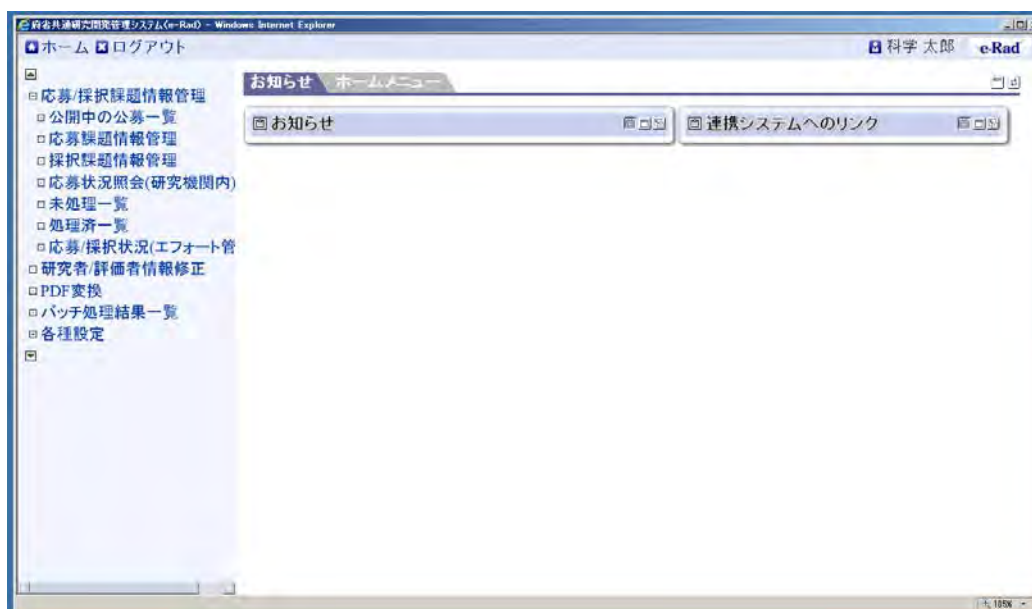 府省共通研究開発管理システム(e-Rad) - Windows Internet Explorer
ホーム ログアウト 科学 太郎 e-Rad
お知らせ ホームメニュー
応募/採択課題情報管理
公開中の公募一覧
お知らせ 連携システムへのリンク
応募課題情報管理
採択課題情報管理
応募状況照会(研究機関内)
未処理一覧
処理済一覧
応募/採択状況(エフォート管
研究者/評価者情報修正
PDF変換
バッチ処理結果一覧
各種設定
105%